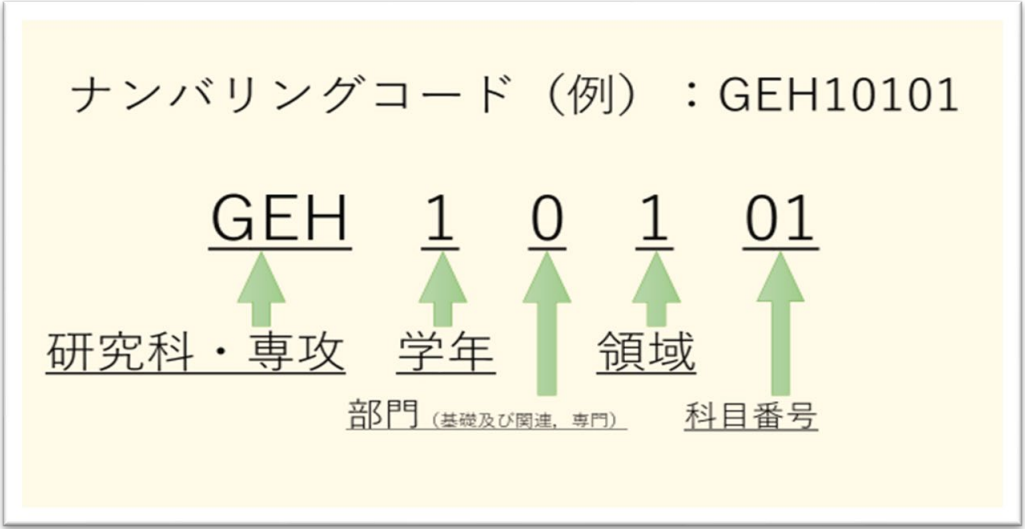 ナンバリングコード（例）：GEH10101
GEH 1 0 1 01
研究科・専攻 学年 領域
部門（基礎及び関連，専門） 科目番号